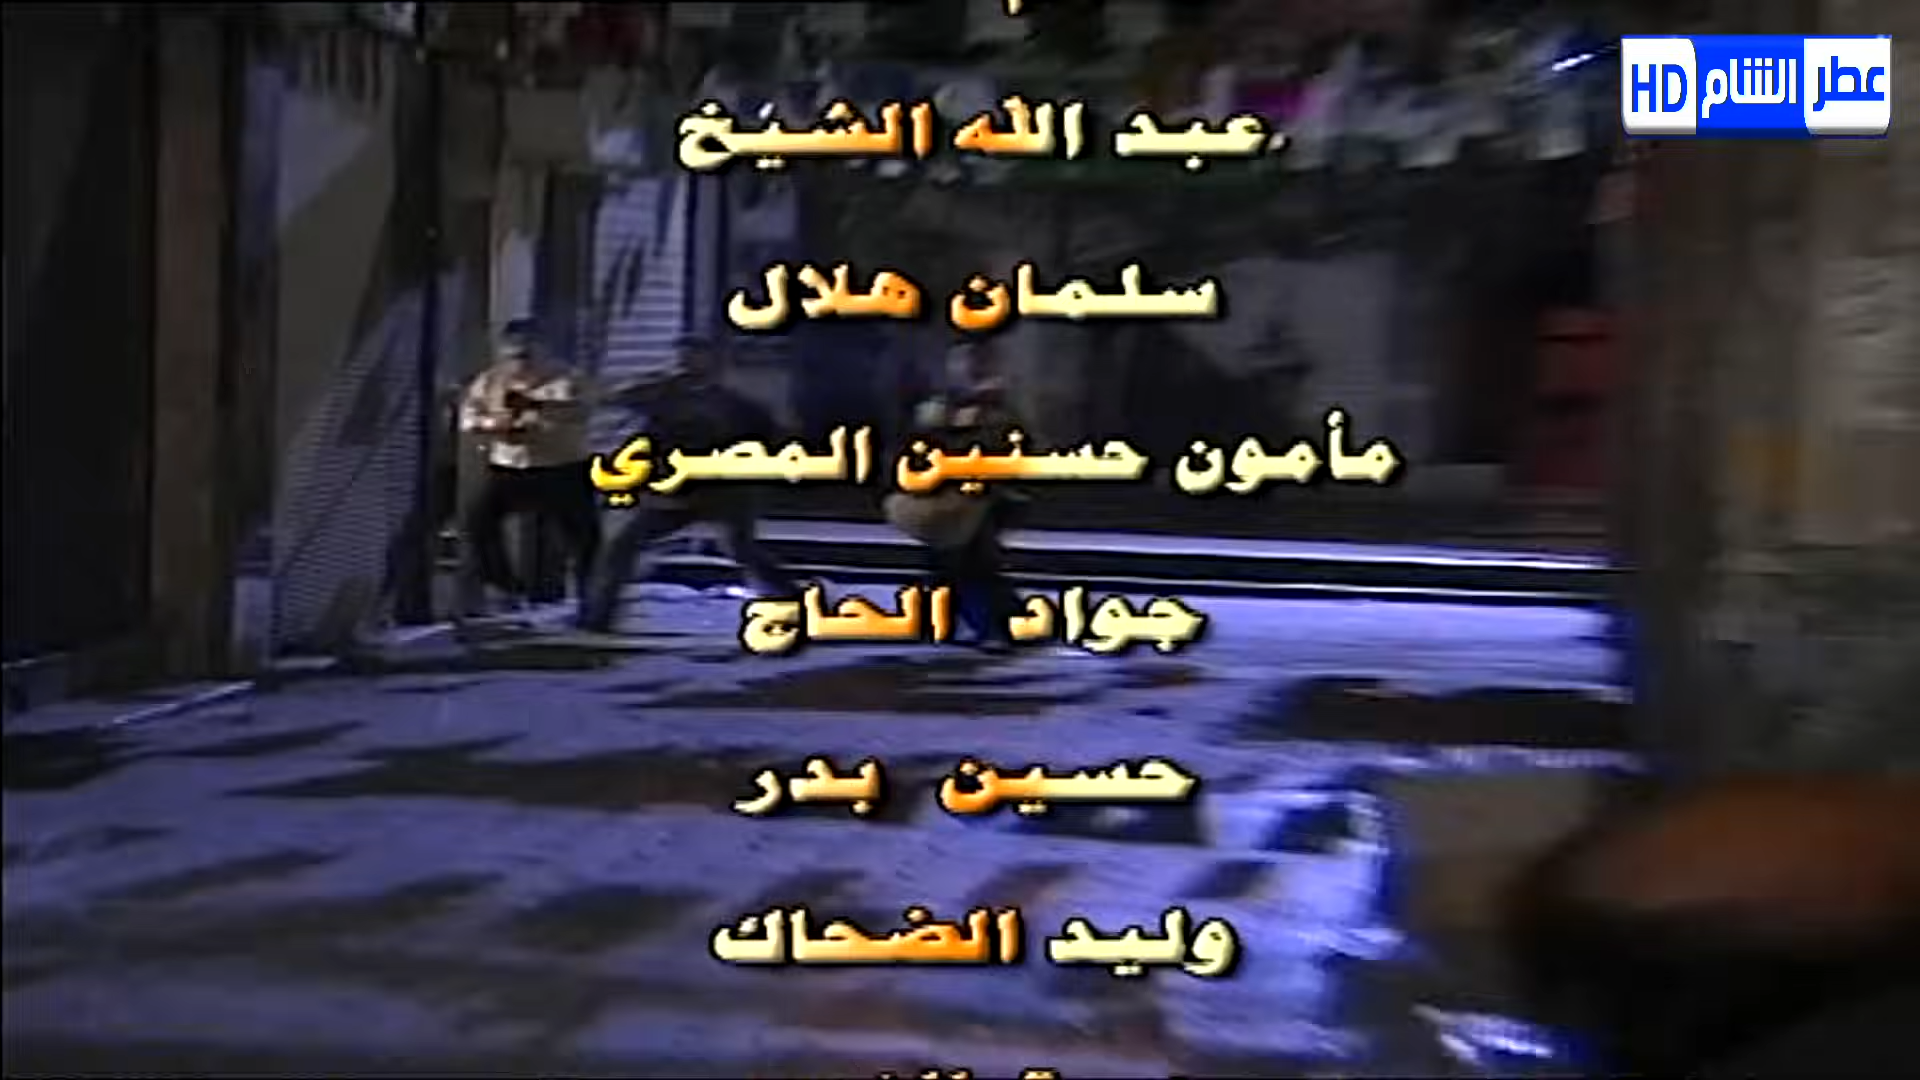 عطر الشام HD
عبد الله الشيخ
سلمان هلال
مأمون حسنين المصري
جواد الحاج
حسين بدر
وليد الضحاك